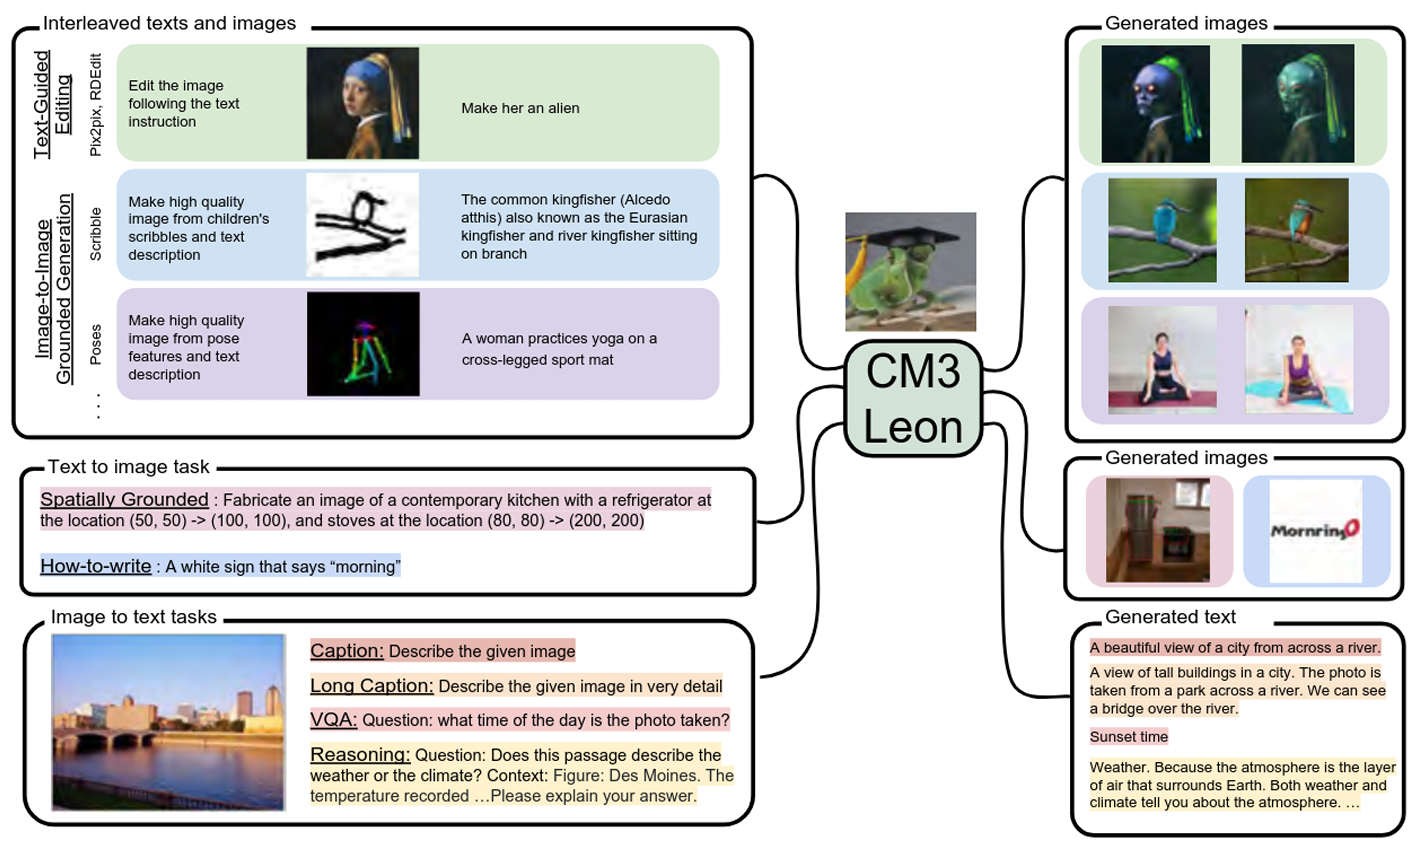 Interleaved texts and images
Text-Guided
Editing
Pix2pix, RDEdit
Edit the image
following the text
instruction
Make her an alien
Image-to-Image
Grounded Generation
Scribble
Make high quality
image from children's
scribbles and text
description
The common kingfisher (Alcedo
atthis) also known as the Eurasian
kingfisher and river kingfisher sitting
on branch
Poses
Make high quality
image from pose
features and text
description
A woman practices yoga on a
cross-legged sport mat
. . .
Text to image task
Spatially Grounded : Fabricate an image of a contemporary kitchen with a refrigerator at
the location (50, 50) -> (100, 100), and stoves at the location (80, 80) -> (200, 200)
How-to-write : A white sign that says “morning”
Image to text tasks
Caption: Describe the given image
Long Caption: Describe the given image in very detail
VQA: Question: what time of the day is the photo taken?
Reasoning: Question: Does this passage describe the
weather or the climate? Context: Figure: Des Moines. The
temperature recorded …Please explain your answer.
CM3
Leon
Generated images
Generated images
Mornring
Generated text
A beautiful view of a city from across a river.
A view of tall buildings in a city. The photo is
taken from a park across a river. We can see
a bridge over the river.
Sunset time
Weather. Because the atmosphere is the layer
of air that surrounds Earth. Both weather and
climate tell you about the atmosphere. …